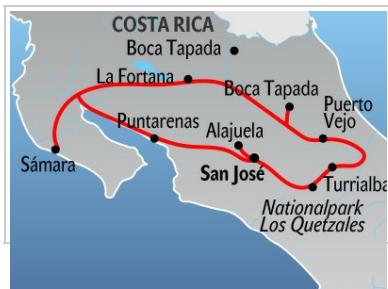 COSTA RICA
Boca Tapada
La Fortana
Boca Tapada
Puerto
Vejo
Puntarenas
Alajuela
San José
Sámara
Turrialba
Nationalpark
Los Quetzales